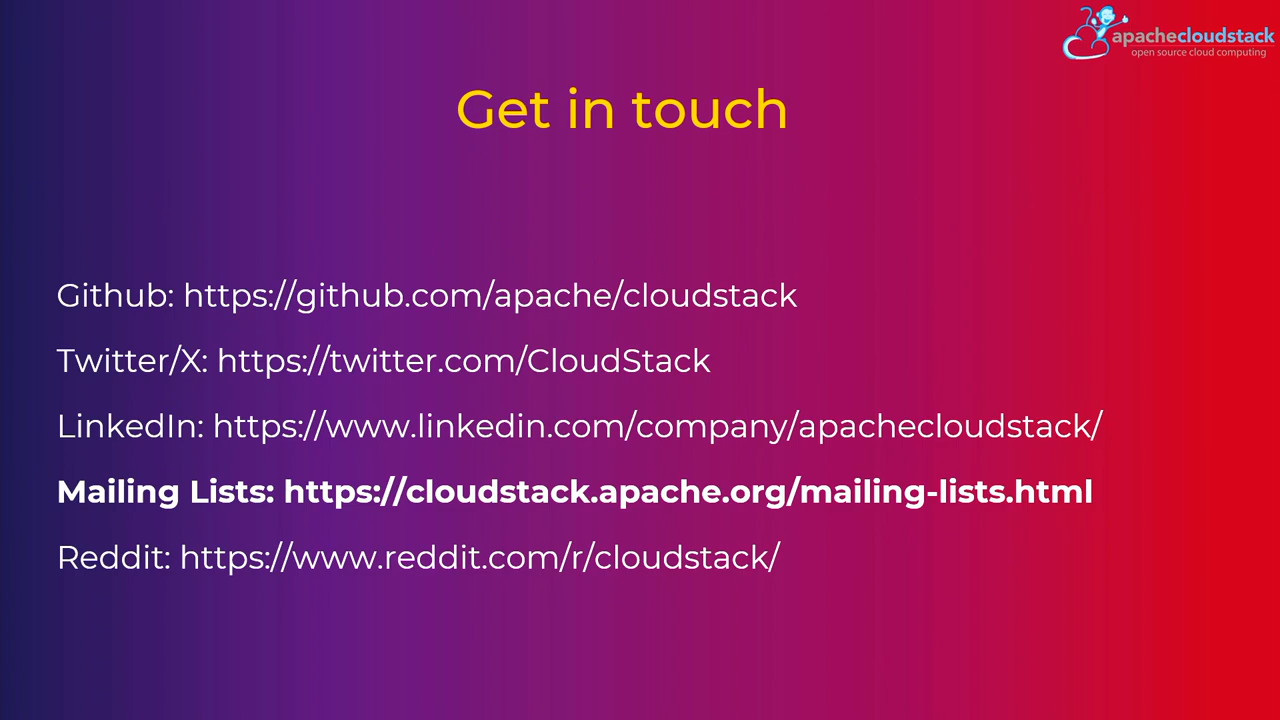 apachecloudstack
open source cloud computing
Get in touch
Github: https://github.com/apache/cloudstack
Twitter/X: https://twitter.com/CloudStack
LinkedIn: https://www.linkedin.com/company/apachecloudstack/
Mailing Lists: https://cloudstack.apache.org/mailing-lists.html
Reddit: https://www.reddit.com/r/cloudstack/